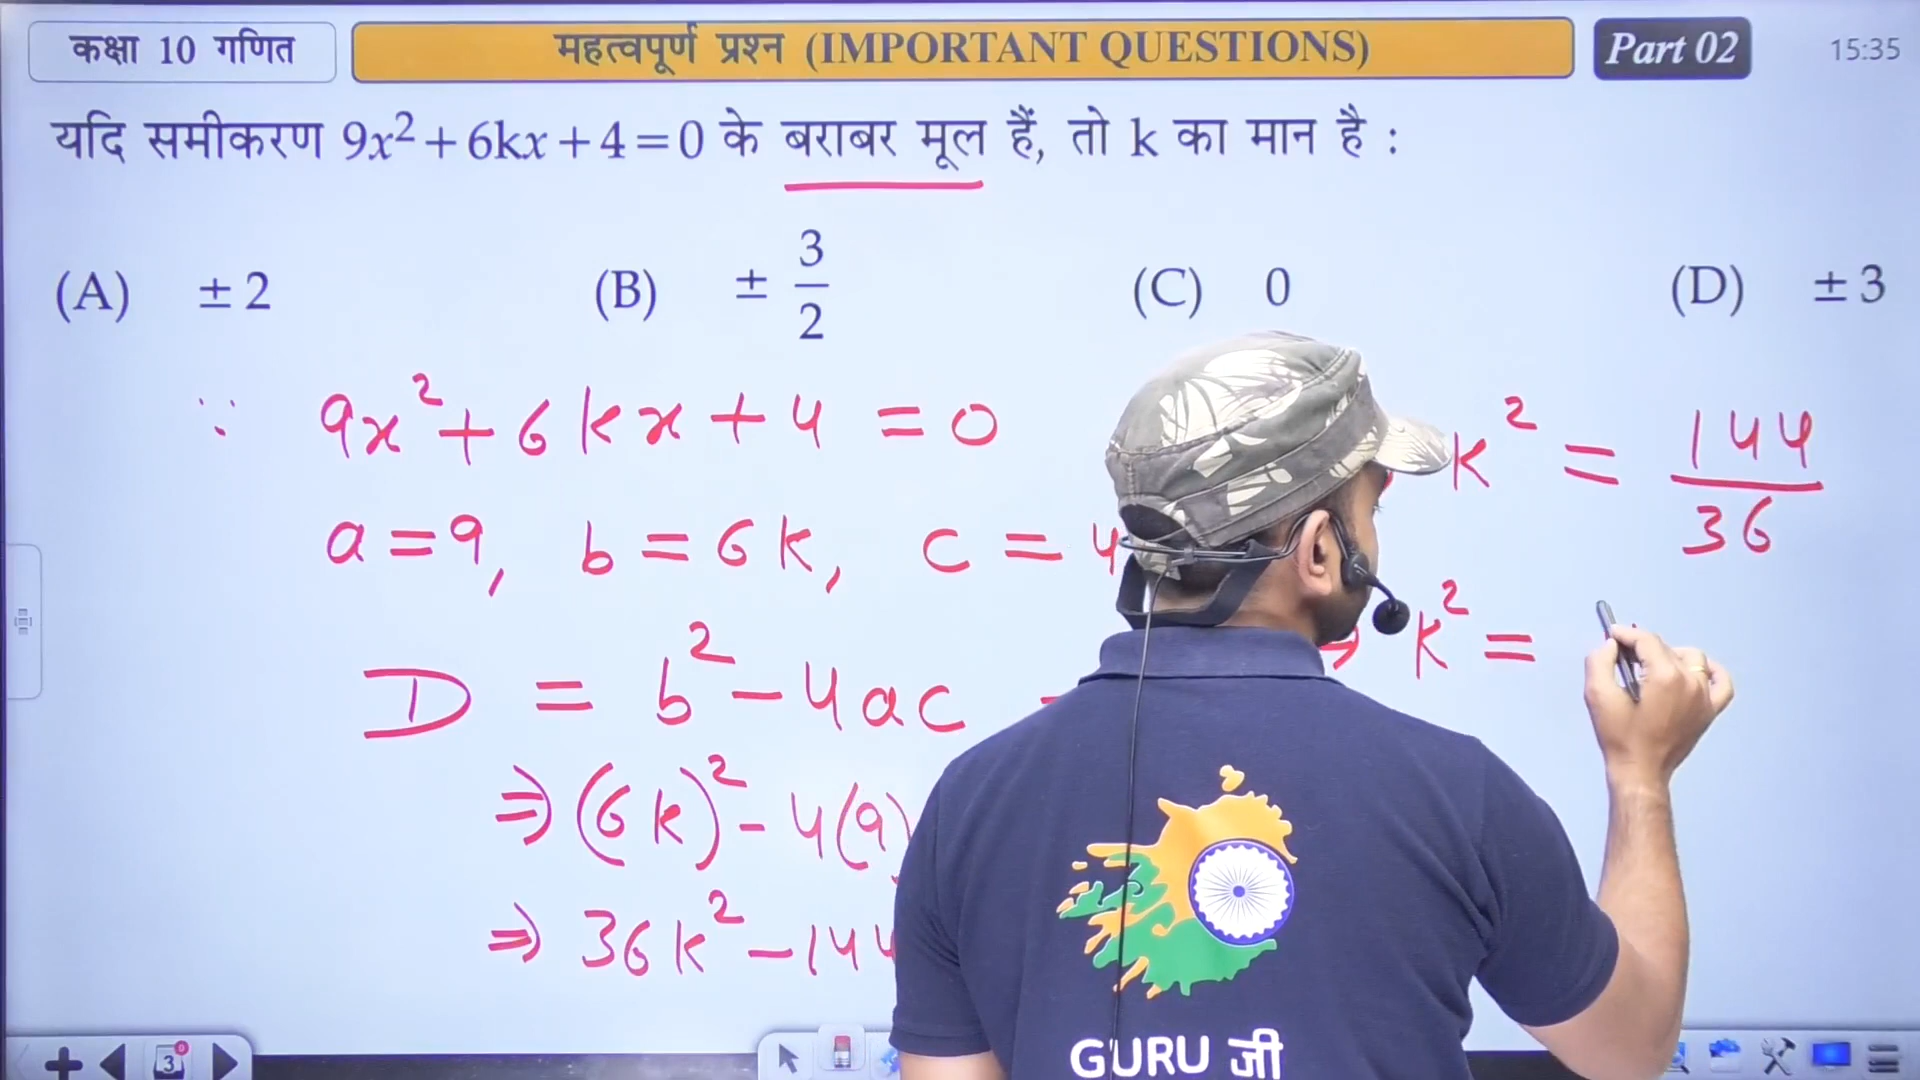 कक्षा 10 गणित
महत्वपूर्ण प्रश्न (IMPORTANT QUESTIONS)
Part 02
15:35
यदि समीकरण 9x²+6kx+4=0 के बराबर मूल हैं, तो k का मान है :
(A) ±2 (B) ± 3/2 (C) 0 (D) ±3
∵ 9x²+6kx+4=0
a=9, b=6k, c=4
D = b²-4ac
⇒ (6k)²-4(9)
⇒ 36k²-144
k² = 144/36
⇒ k² =
GURU जी
3
0